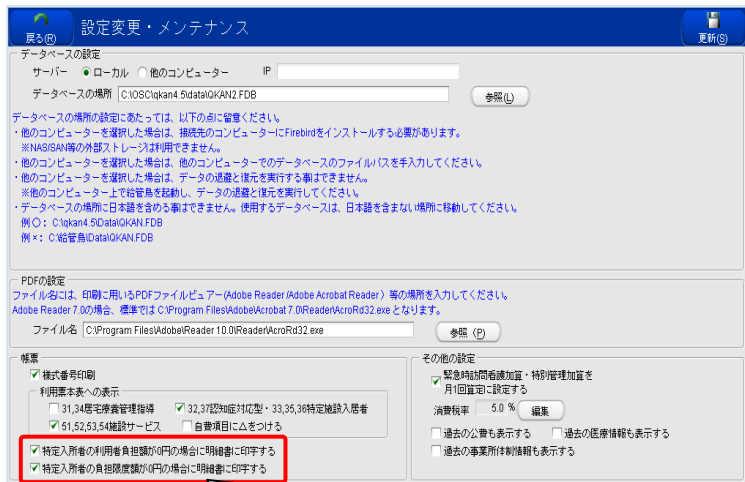 設定変更・メンテナンス
戻る(R)
更新(S)
データベースの設定
サーバー ローカル 他のコンピューター IP
データベースの場所 C:\OSC\qkan4.5\data\QKAN2.FDB 参照(L)
データベースの場所の設定にあたっては、以下の点に留意ください。
・他のコンピューターを選択した場合は、接続先のコンピューターにFirebirdをインストールする必要があります。
※NAS/SAN等の外部ストレージは利用できません。
・他のコンピューターを選択した場合は、他のコンピューターでのデータベースのファイルパスを手入力してください。
・他のコンピューターを選択した場合は、データの退避と復元を実行する事はできません。
※他のコンピューター上で給管鳥を起動し、データの退避と復元を実行してください。
・データベースの場所に日本語を含める事はできません。使用するデータベースは、日本語を含まない場所に移動してください。
例○: C:\qkan4.5\Data\QKAN.FDB
例×: C:\給管鳥\Data\QKAN.FDB
PDFの設定
ファイル名には、印刷に用いるPDFファイルビュアー(Adobe Reader/Adobe Acrobat Reader) 等の場所を入力してください。
Adobe Reader 7.0の場合、標準では C:\Program Files\Adobe\Acrobat 7.0\Reader\AcroRd32.exe となります。
ファイル名 C:\Program Files\Adobe\Reader 10.0\Reader\AcroRd32.exe 参照 (P)
帳票
様式番号印刷
利用票本表への表示
31,34居宅療養管理指導 32,37認知症対応型・33,35,36特定施設入居者
51,52,53,54施設サービス 自費項目に△をつける
特定入所者の利用者負担額が0円の場合に明細書に印字する
特定入所者の負担限度額が0円の場合に明細書に印字する
その他の設定
緊急時訪問看護加算・特別管理加算を
月1回算定に設定する
消費税率 5.0 % 編集
過去の公費も表示する 過去の医療情報も表示する
過去の事業所体制情報も表示する